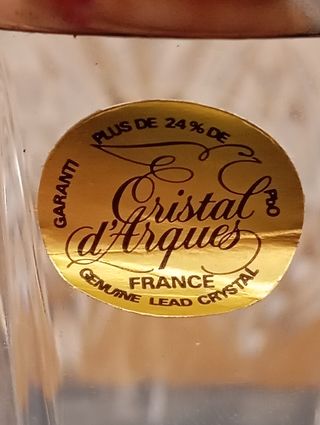 GARANTI PLUS DE 24% DE PbO
Cristal
d'Arques
FRANCE
GENUINE LEAD CRYSTAL